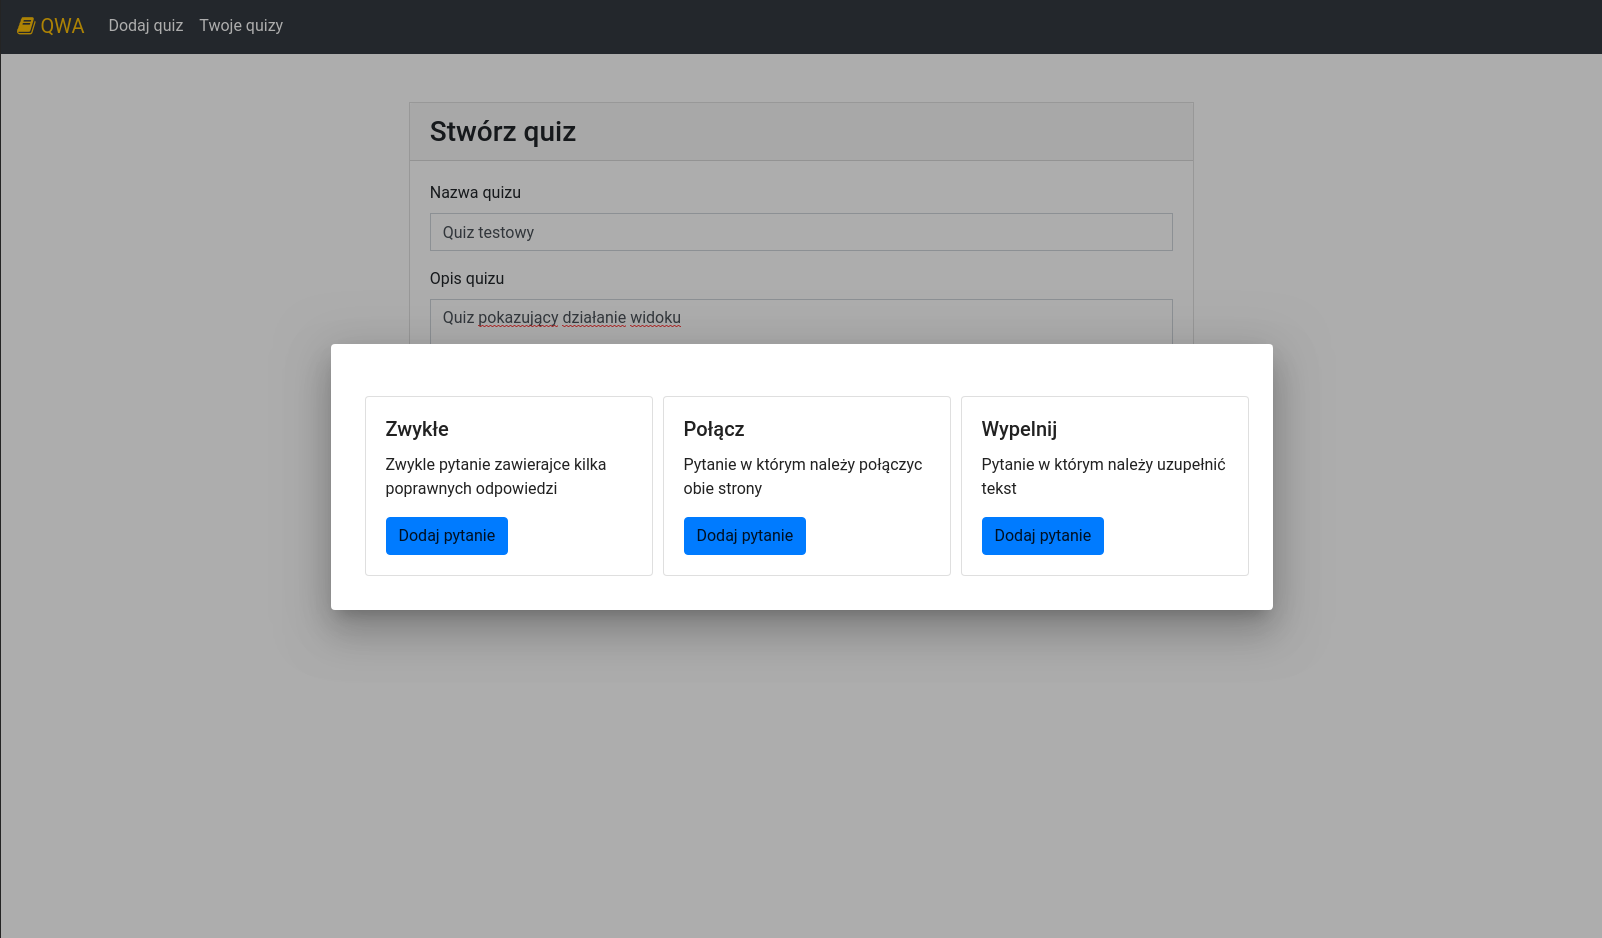 QWA Dodaj quiz Twoje quizy
Stwórz quiz
Nazwa quizu
Quiz testowy
Opis quizu
Quiz pokazujący działanie widoku
Zwykłe
Zwykle pytanie zawierajce kilka
poprawnych odpowiedzi
Dodaj pytanie
Połącz
Pytanie w którym należy połączyc
obie strony
Dodaj pytanie
Wypelnij
Pytanie w którym należy uzupełnić
tekst
Dodaj pytanie